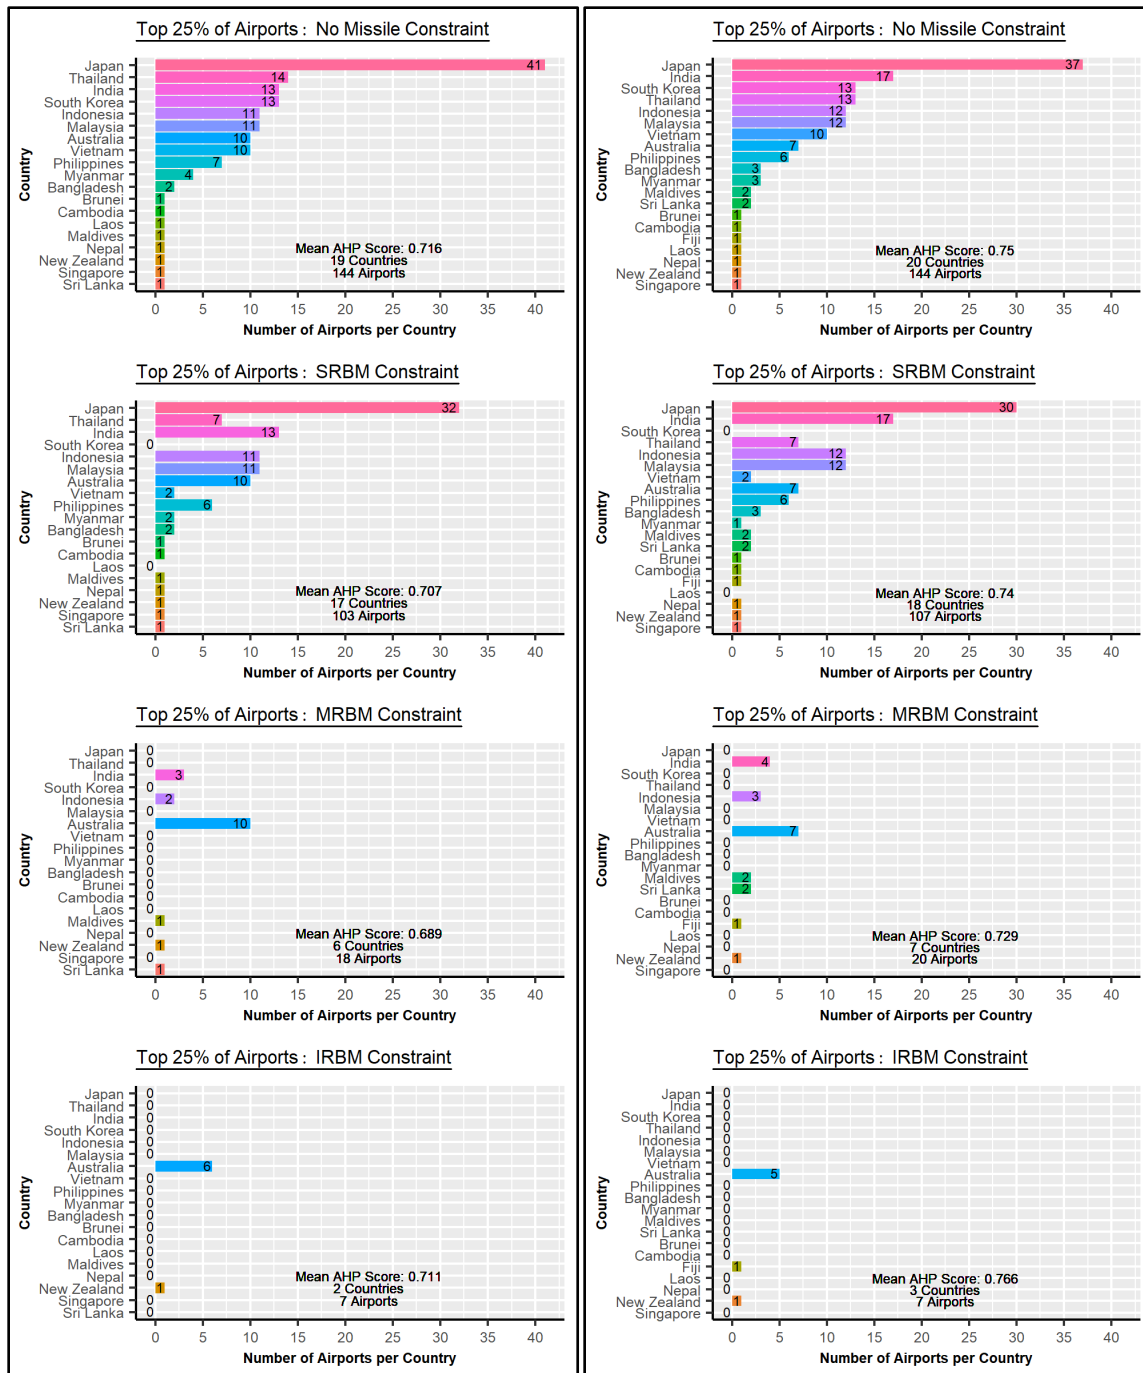 Top 25% of Airports : No Missile Constraint
Country
Japan 41
Thailand 14
India 13
South Korea 13
Indonesia 11
Malaysia 11
Australia 10
Vietnam 10
Philippines 7
Myanmar 4
Bangladesh 2
Brunei 1
Cambodia 1
Laos 1
Maldives 1
Nepal 1
New Zealand 1
Singapore 1
Sri Lanka 1
Mean AHP Score: 0.716
19 Countries
144 Airports
0 5 10 15 20 25 30 35 40
Number of Airports per Country
Top 25% of Airports : SRBM Constraint
Country
Japan 32
Thailand 7
India 13
South Korea 0
Indonesia 11
Malaysia 11
Australia 10
Vietnam 2
Philippines 6
Myanmar 2
Bangladesh 2
Brunei 1
Cambodia 1
Laos 0
Maldives 1
Nepal 1
New Zealand 1
Singapore 1
Sri Lanka 1
Mean AHP Score: 0.707
17 Countries
103 Airports
0 5 10 15 20 25 30 35 40
Number of Airports per Country
Top 25% of Airports : MRBM Constraint
Country
Japan 0
Thailand 0
India 3
South Korea 0
Indonesia 2
Malaysia 0
Australia 10
Vietnam 0
Philippines 0
Myanmar 0
Bangladesh 0
Brunei 0
Cambodia 0
Laos 0
Maldives 1
Nepal 0
New Zealand 1
Singapore 0
Sri Lanka 1
Mean AHP Score: 0.689
6 Countries
18 Airports
0 5 10 15 20 25 30 35 40
Number of Airports per Country
Top 25% of Airports : IRBM Constraint
Country
Japan 0
Thailand 0
India 0
South Korea 0
Indonesia 0
Malaysia 0
Australia 6
Vietnam 0
Philippines 0
Myanmar 0
Bangladesh 0
Brunei 0
Cambodia 0
Laos 0
Maldives 0
Nepal 0
New Zealand 1
Singapore 0
Sri Lanka 0
Mean AHP Score: 0.711
2 Countries
7 Airports
0 5 10 15 20 25 30 35 40
Number of Airports per Country
Top 25% of Airports : No Missile Constraint
Country
Japan 37
India 17
South Korea 13
Thailand 13
Indonesia 12
Malaysia 12
Vietnam 10
Australia 7
Philippines 6
Bangladesh 3
Myanmar 3
Maldives 2
Sri Lanka 2
Brunei 1
Cambodia 1
Fiji 1
Laos 1
Nepal 1
New Zealand 1
Singapore 1
Mean AHP Score: 0.75
20 Countries
144 Airports
0 5 10 15 20 25 30 35 40
Number of Airports per Country
Top 25% of Airports : SRBM Constraint
Country
Japan 30
India 17
South Korea 0
Thailand 7
Indonesia 12
Malaysia 12
Vietnam 2
Australia 7
Philippines 6
Bangladesh 3
Myanmar 1
Maldives 2
Sri Lanka 2
Brunei 1
Cambodia 1
Fiji 1
Laos 0
Nepal 1
New Zealand 1
Singapore 1
Mean AHP Score: 0.74
18 Countries
107 Airports
0 5 10 15 20 25 30 35 40
Number of Airports per Country
Top 25% of Airports : MRBM Constraint
Country
Japan 0
India 4
South Korea 0
Thailand 0
Indonesia 3
Malaysia 0
Vietnam 0
Australia 7
Philippines 0
Bangladesh 0
Myanmar 0
Maldives 2
Sri Lanka 2
Brunei 0
Cambodia 0
Fiji 1
Laos 0
Nepal 0
New Zealand 1
Singapore 0
Mean AHP Score: 0.729
7 Countries
20 Airports
0 5 10 15 20 25 30 35 40
Number of Airports per Country
Top 25% of Airports : IRBM Constraint
Country
Japan 0
India 0
South Korea 0
Thailand 0
Indonesia 0
Malaysia 0
Vietnam 0
Australia 5
Philippines 0
Bangladesh 0
Myanmar 0
Maldives 0
Sri Lanka 0
Brunei 0
Cambodia 0
Fiji 1
Laos 0
Nepal 0
New Zealand 1
Singapore 0
Mean AHP Score: 0.766
3 Countries
7 Airports
0 5 10 15 20 25 30 35 40
Number of Airports per Country